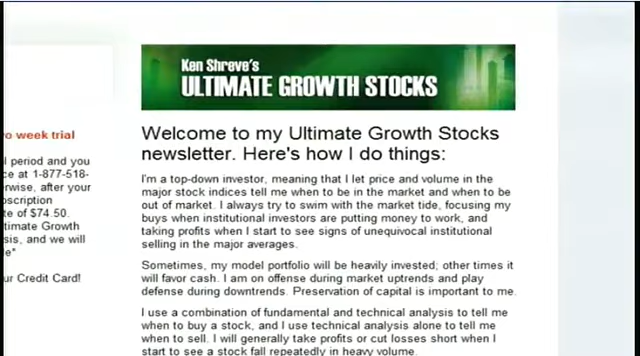 Ken Shreve's
ULTIMATE GROWTH STOCKS
Welcome to my Ultimate Growth Stocks
newsletter. Here's how I do things:
I'm a top-down investor, meaning that I let price and volume in the
major stock indices tell me when to be in the market and when to be
out of market. I always try to swim with the market tide, focusing my
buys when institutional investors are putting money to work, and
taking profits when I start to see signs of unequivocal institutional
selling in the major averages.
Sometimes, my model portfolio will be heavily invested; other times it
will favor cash. I am on offense during market uptrends and play
defense during downtrends. Preservation of capital is important to me.
I use a combination of fundamental and technical analysis to tell me
when to buy a stock, and I use technical analysis alone to tell me
when to sell. I will generally take profits or cut losses short when I
start to see a stock fall repeatedly in heavy volume.
o week trial
l period and you
ce at 1-877-518-
rwise, after your
bscription
te of $74.50.
timate Growth
sis, and we will
e"
ur Credit Card!